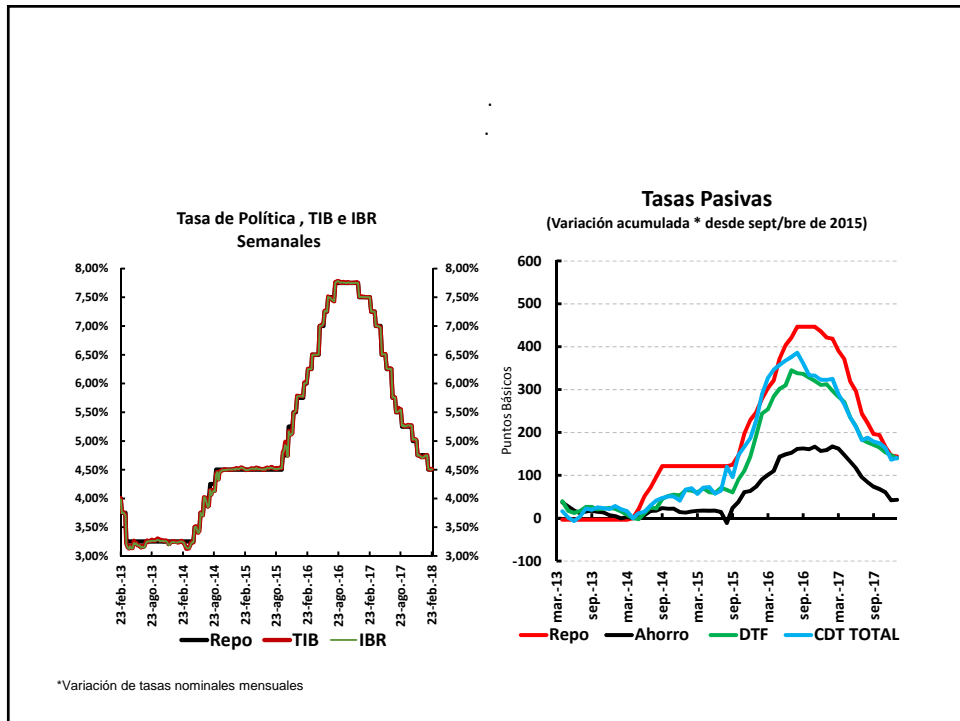 .
.
Tasa de Política , TIB e IBR
Semanales
8,00%
7,50%
7,00%
6,50%
6,00%
5,50%
5,00%
4,50%
4,00%
3,50%
3,00%
8,00%
7,50%
7,00%
6,50%
6,00%
5,50%
5,00%
4,50%
4,00%
3,50%
3,00%
23-feb.-13
23-ago.-13
23-feb.-14
23-ago.-14
23-feb.-15
23-ago.-15
23-feb.-16
23-ago.-16
23-feb.-17
23-ago.-17
23-feb.-18
Repo TIB IBR
Tasas Pasivas
(Variación acumulada * desde sept/bre de 2015)
Puntos Básicos
600
500
400
300
200
100
0
-100
mar.-13
sep.-13
mar.-14
sep.-14
mar.-15
sep.-15
mar.-16
sep.-16
mar.-17
sep.-17
Repo Ahorro DTF CDT TOTAL
*Variación de tasas nominales mensuales